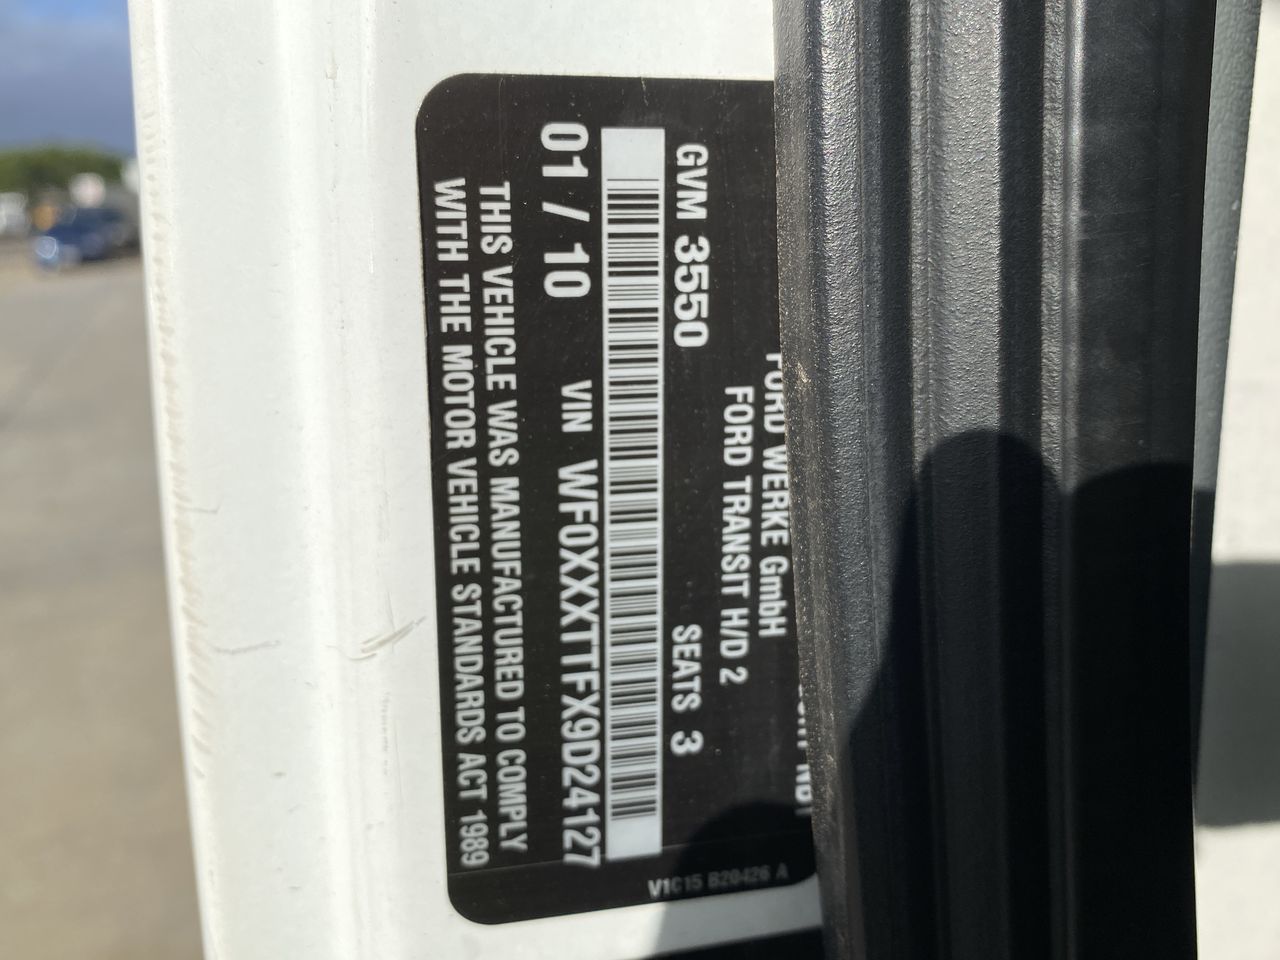 FORD WERKE GmbH
FORD TRANSIT H/D 2
GVM 3550 SEATS 3
01 / 10 VIN WF0XXXTTFX9D24127
THIS VEHICLE WAS MANUFACTURED TO COMPLY
WITH THE MOTOR VEHICLE STANDARDS ACT 1989
V1C15 B20426 A